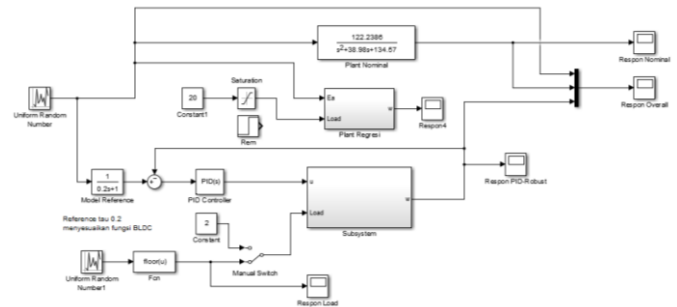 122.2385
s²+38.98s+134.57
Plant Nominal
Respon Nominal
Saturation
Uniform Random
Number
20
Constant1
Rem
Ea
Load
w
Plant Regresi
Respon4
Respon Overall
1
0.2s+1
Model Reference
PID(s)
PID Controller
u
Load
w
Subsystem
Respon PID-Robust
Reference tau 0.2
menyesuaikan fungsi BLDC
2
Constant
Manual Switch
Uniform Random
Number1
floor(u)
Fcn
Respon Load